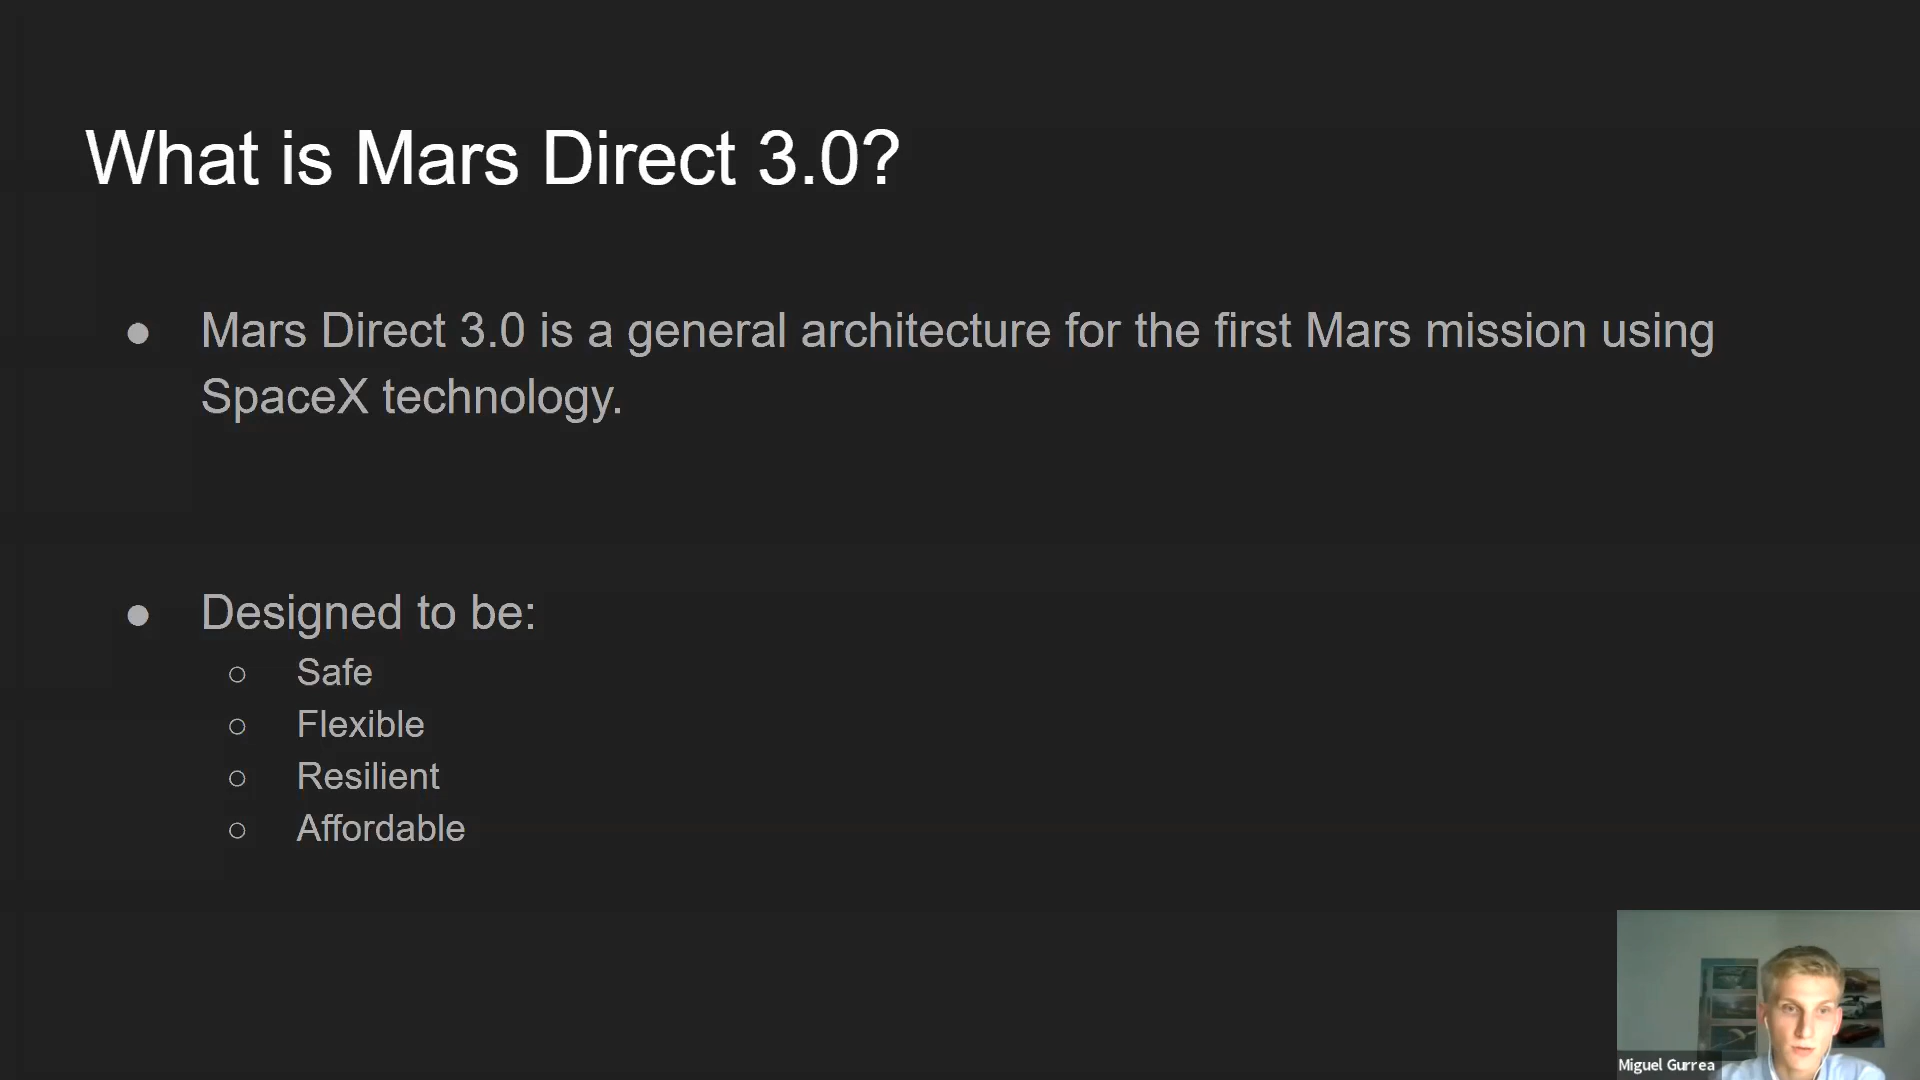 What is Mars Direct 3.0?
● Mars Direct 3.0 is a general architecture for the first Mars mission using
SpaceX technology.
● Designed to be:
○ Safe
○ Flexible
○ Resilient
○ Affordable
Miguel Gurrea